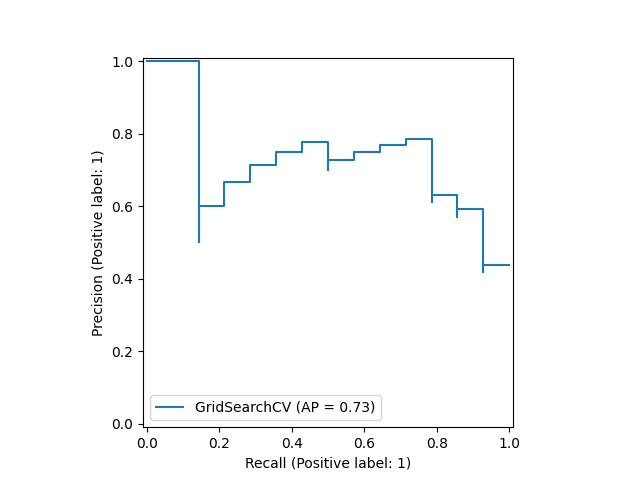 1.0
0.8
0.6
0.4
0.2
0.0
Precision (Positive label: 1)
GridSearchCV (AP = 0.73)
0.0 0.2 0.4 0.6 0.8 1.0
Recall (Positive label: 1)